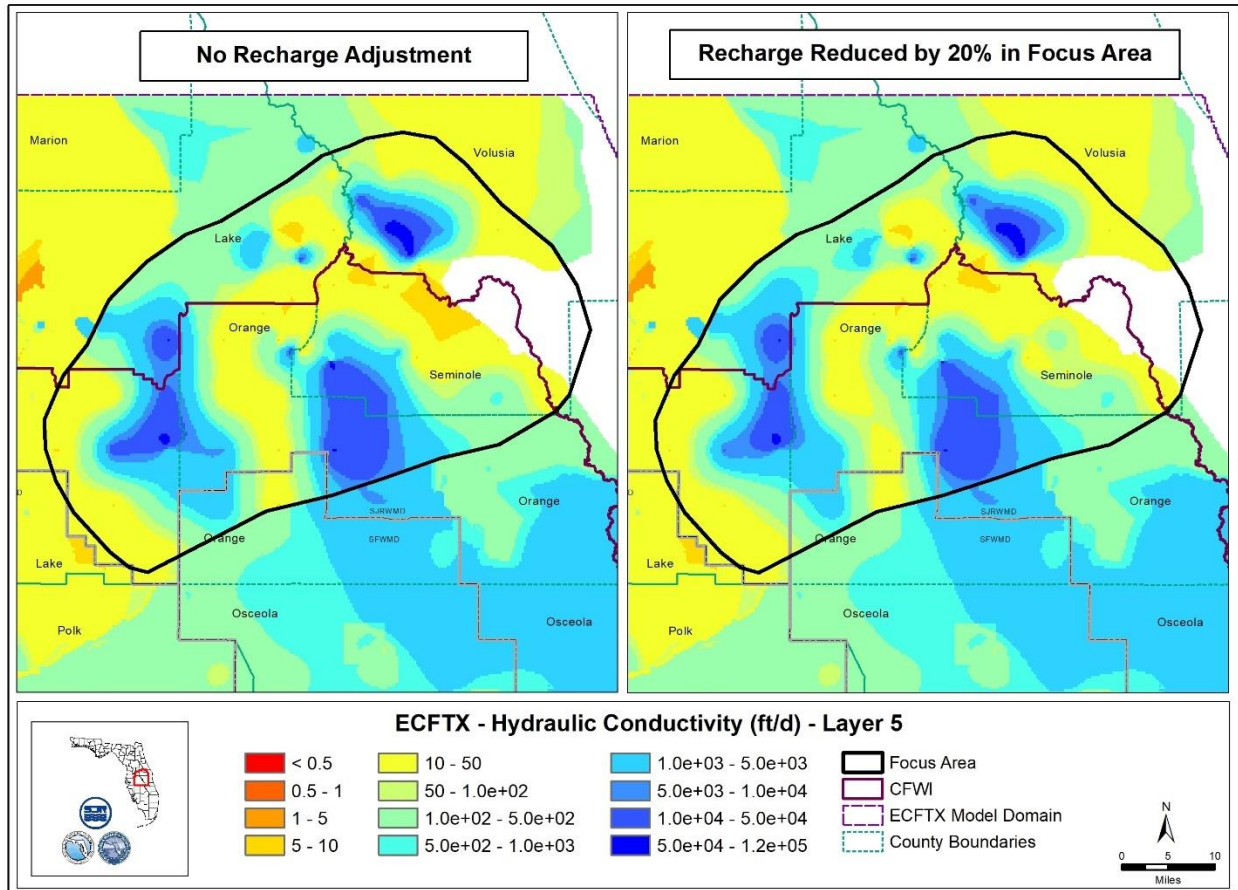 No Recharge Adjustment
Marion
Volusia
Lake
Orange
Seminole
Orange
SJRWMD
SFWMD
Orange
Lake
Osceola
Osceola
Polk
Recharge Reduced by 20% in Focus Area
Marion
Volusia
Lake
Orange
Seminole
Orange
SJRWMD
SFWMD
Orange
Lake
Osceola
Osceola
Polk
ECFTX - Hydraulic Conductivity (ft/d) - Layer 5
< 0.5
0.5 - 1
1 - 5
5 - 10
10 - 50
50 - 1.0e+02
1.0e+02 - 5.0e+02
5.0e+02 - 1.0e+03
1.0e+03 - 5.0e+03
5.0e+03 - 1.0e+04
1.0e+04 - 5.0e+04
5.0e+04 - 1.2e+05
Focus Area
CFWI
ECFTX Model Domain
County Boundaries
N
0 5 10
Miles